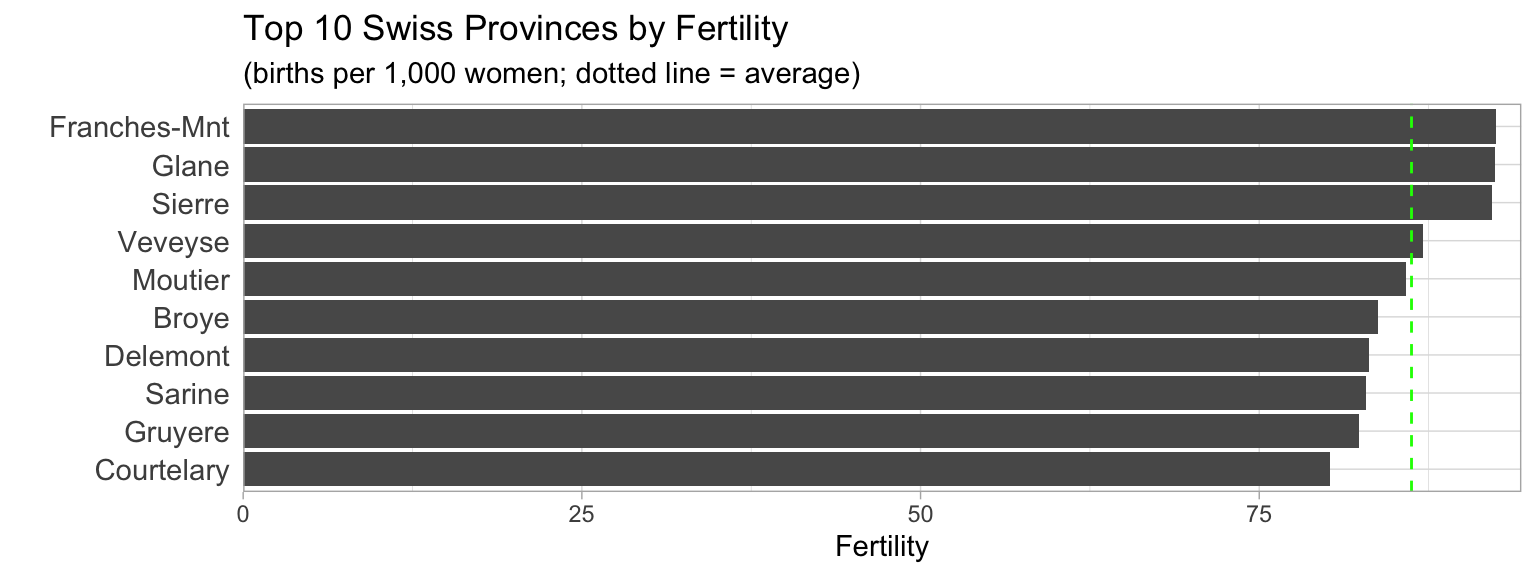 Top 10 Swiss Provinces by Fertility
(births per 1,000 women; dotted line = average)
Franches-Mnt
Glane
Sierre
Veveyse
Moutier
Broye
Delemont
Sarine
Gruyere
Courtelary
0 25 50 75
Fertility